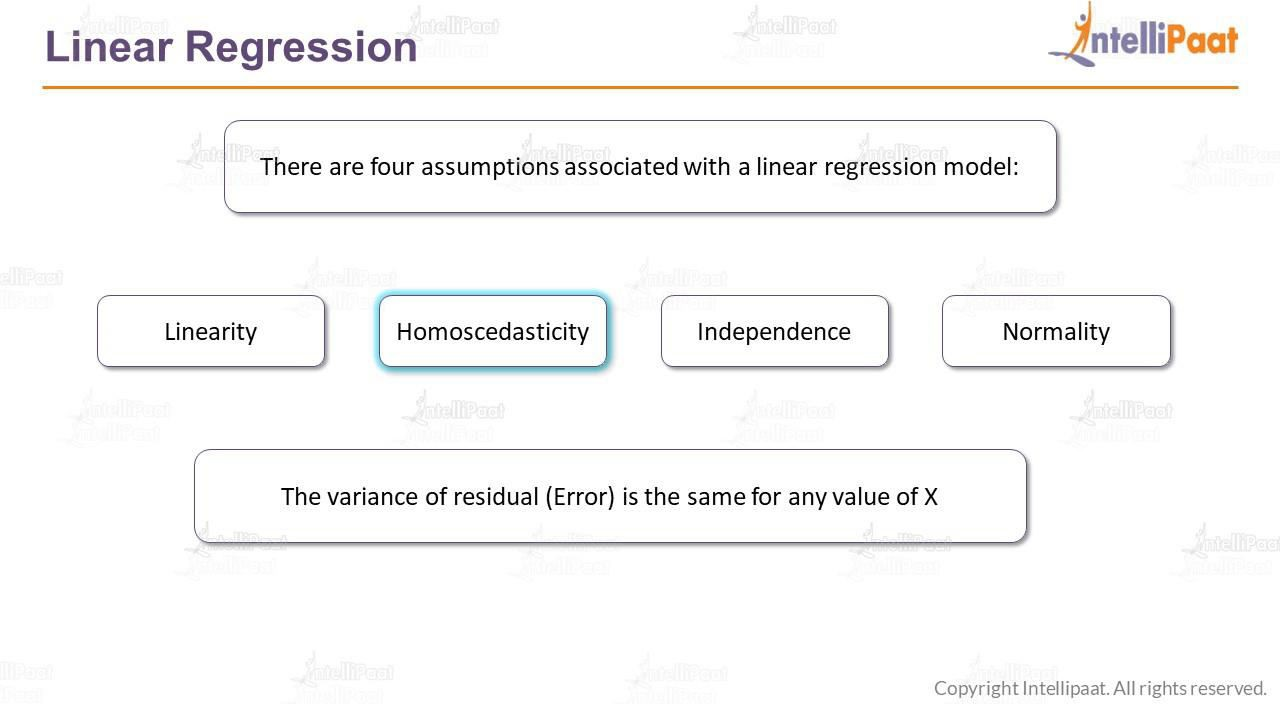 Linear Regression
IntelliPaat
There are four assumptions associated with a linear regression model:
Linearity
Homoscedasticity
Independence
Normality
The variance of residual (Error) is the same for any value of X
Copyright Intellipaat. All rights reserved.